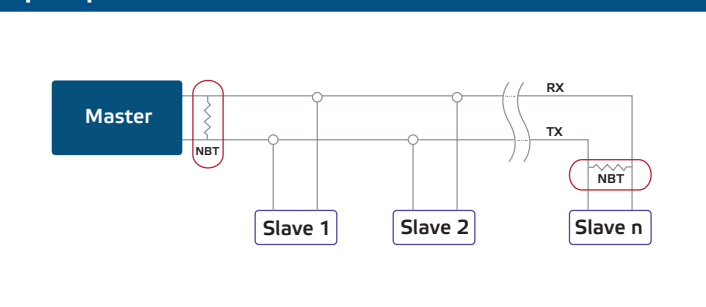 RX
Master
TX
NBT
NBT
Slave 1
Slave 2
Slave n